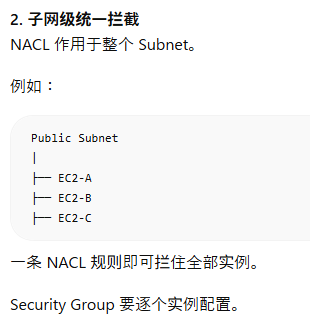 2. 子网级统一拦截
NACL 作用于整个 Subnet。
例如：
Public Subnet
|
├── EC2-A
├── EC2-B
├── EC2-C
一条 NACL 规则即可拦住全部实例。
Security Group 要逐个实例配置。